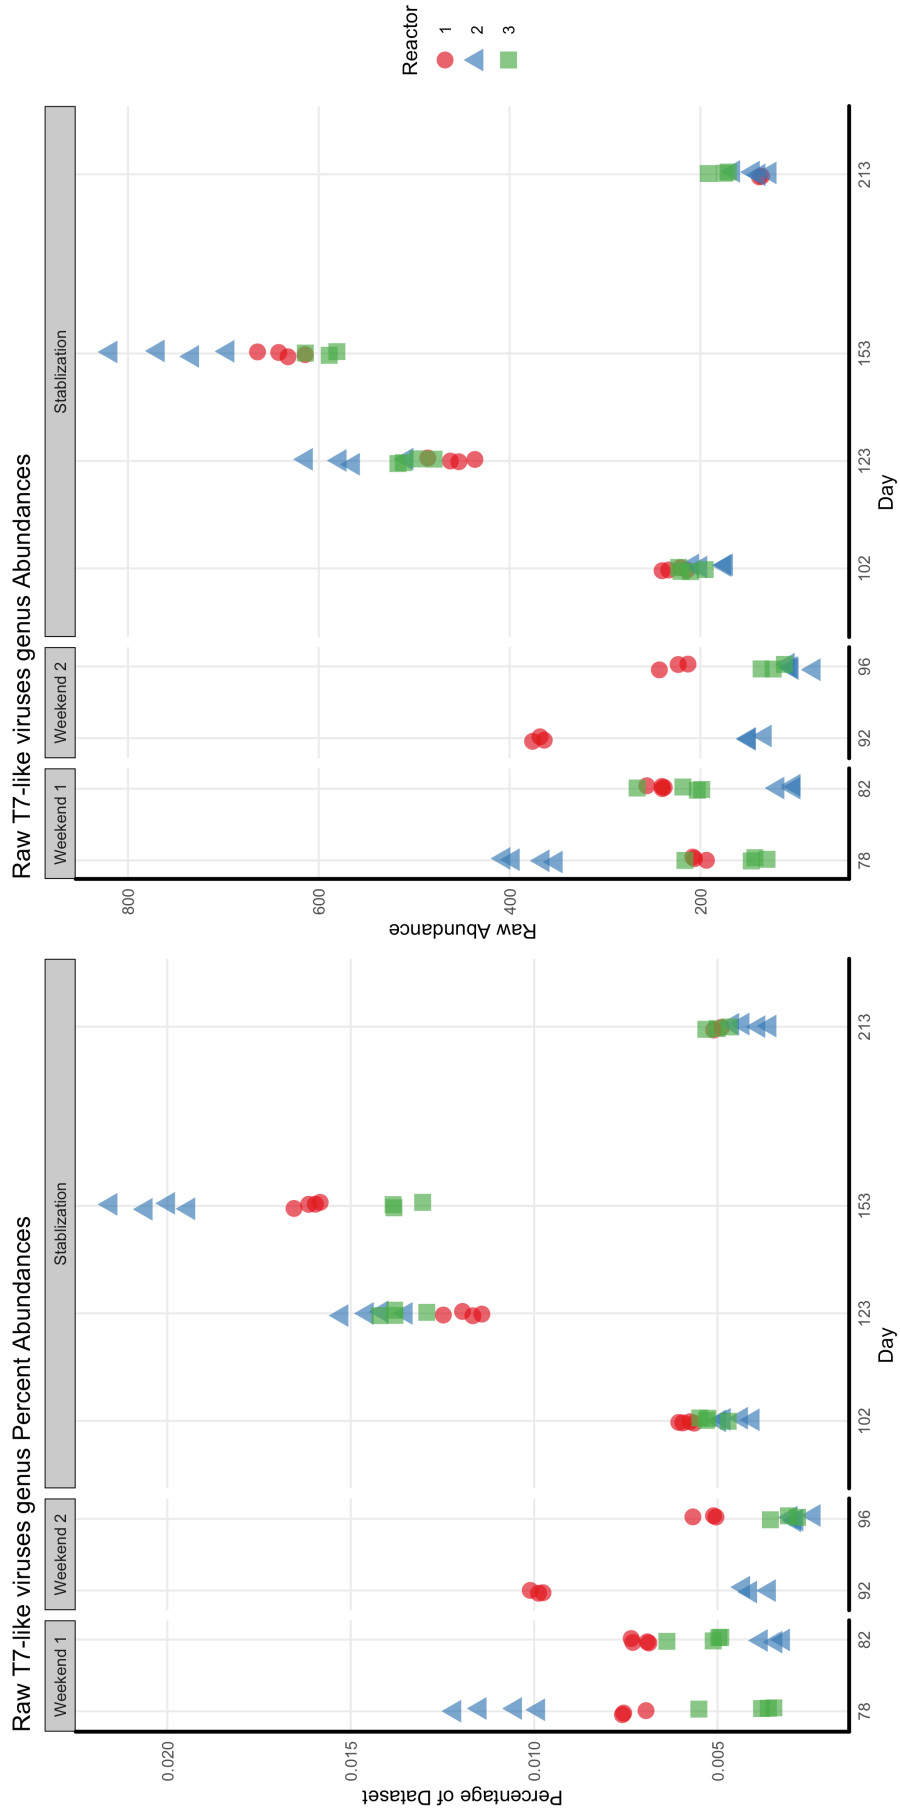 Raw T7-like viruses genus Percent Abundances
Weekend 1
Weekend 2
Stablization
0.020
0.015
0.010
0.005
Percentage of Dataset
78
82
92
96
102
123
153
213
Day
Raw T7-like viruses genus Abundances
Weekend 1
Weekend 2
Stablization
800
600
400
200
Raw Abundance
78
82
92
96
102
123
153
213
Day
Reactor
1
2
3